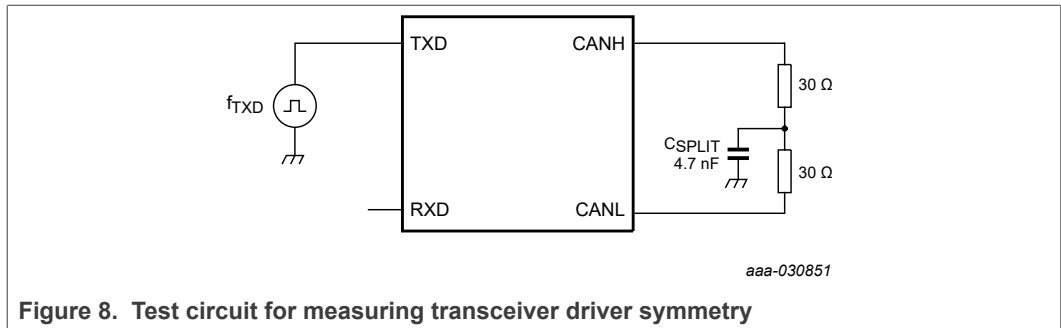 TXD
CANH
30 Ω
fTXD
CSPLIT
4.7 nF
30 Ω
RXD
CANL
aaa-030851
Figure 8. Test circuit for measuring transceiver driver symmetry